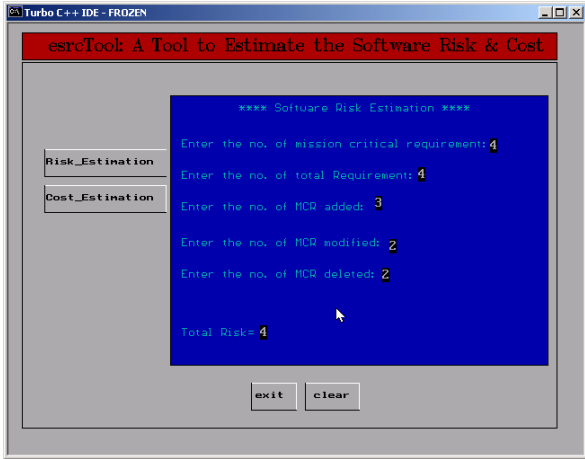 Turbo C++ IDE - FROZEN
esrcTool: A Tool to Estimate the Software Risk & Cost
**** Software Risk Estimation ****
Enter the no. of mission critical requirement: 4
Risk_Estimation
Enter the no. of total Requirement: 4
Cost_Estimation
Enter the no. of MCR added: 3
Enter the no. of MCR modified: 2
Enter the no. of MCR deleted: 2
Total Risk= 4
exit clear